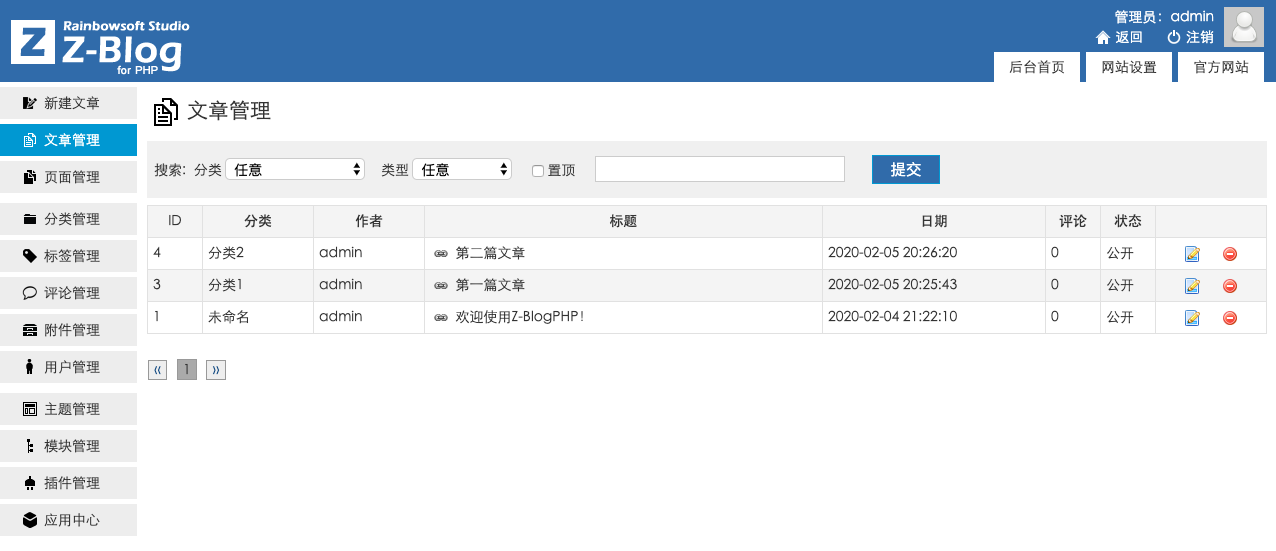 Rainbowsoft Studio
Z Z-Blog
for PHP
管理员：admin
返回 注销
后台首页 网站设置 官方网站
新建文章
文章管理
页面管理
分类管理
标签管理
评论管理
附件管理
用户管理
主题管理
模块管理
插件管理
应用中心
文章管理
搜索: 分类 任意 类型 任意 置顶 提交
ID 分类 作者 标题 日期 评论 状态
4 分类2 admin 第二篇文章 2020-02-05 20:26:20 0 公开
3 分类1 admin 第一篇文章 2020-02-05 20:25:43 0 公开
1 未命名 admin 欢迎使用Z-BlogPHP！ 2020-02-04 21:22:10 0 公开
« 1 »